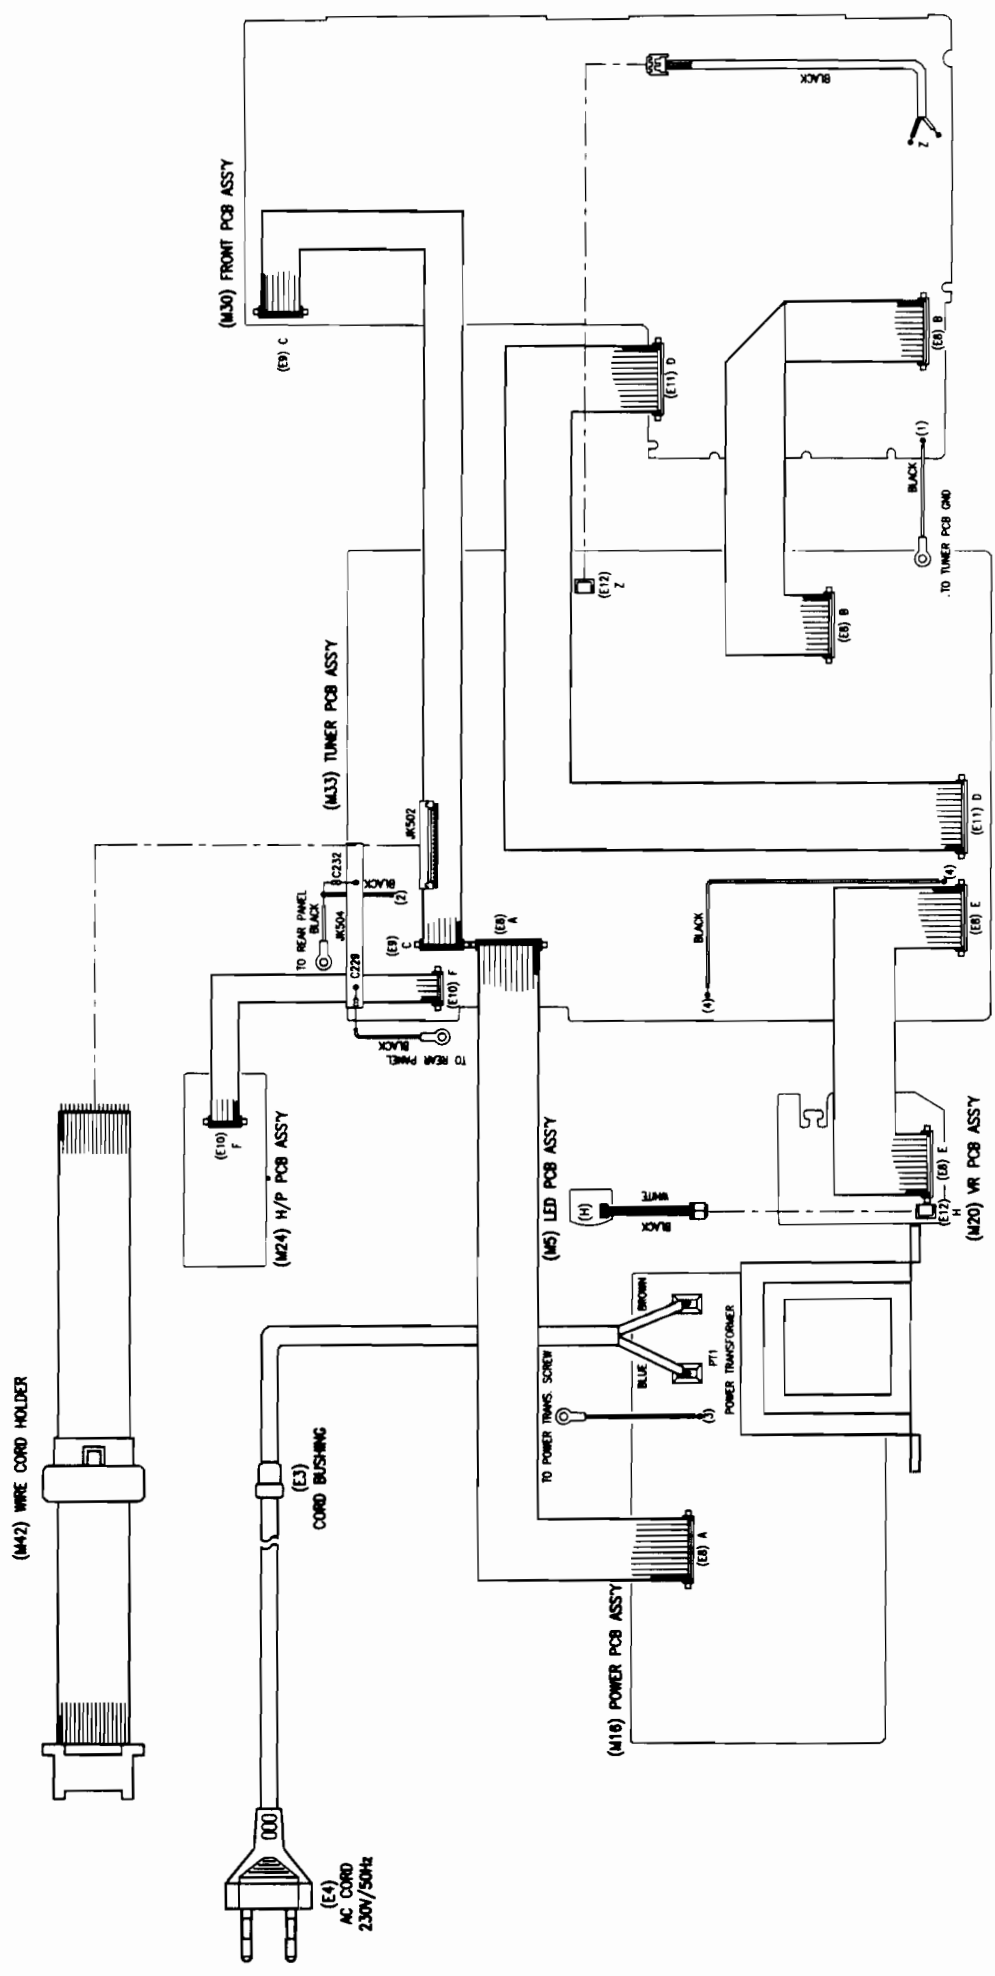 (M42) WIRE CORD HOLDER
(E4)
AC CORD
230V/50Hz
(E3)
CORD BUSHING
(M24) H/P PCB ASS'Y
(E10)
F
TO REAR PANEL
BLACK
TO REAR PANEL
BLACK
JK504
C229
C232
BLACK
(2)
(E10) F
(M33) TUNER PCB ASS'Y
JK502
(E9)
C
(E8)
A
(M30) FRONT PCB ASS'Y
(E9) C
BLACK
Z
(E11) D
(E12)
Z
(E8) B
(E8) B
BLACK
(1)
.TO TUNER PCB GND
(E11) D
BLACK
(4)
(4)
(E8) E
(M5) LED PCB ASS'Y
(H)
WHITE
BLACK
(E8) E
(E12)
H
(M20) VR PCB ASS'Y
BROWN
BLUE
PT1
POWER TRANSFORMER
TO POWER TRANS. SCREW
(3)
(E8) A
(M16) POWER PCB ASS'Y